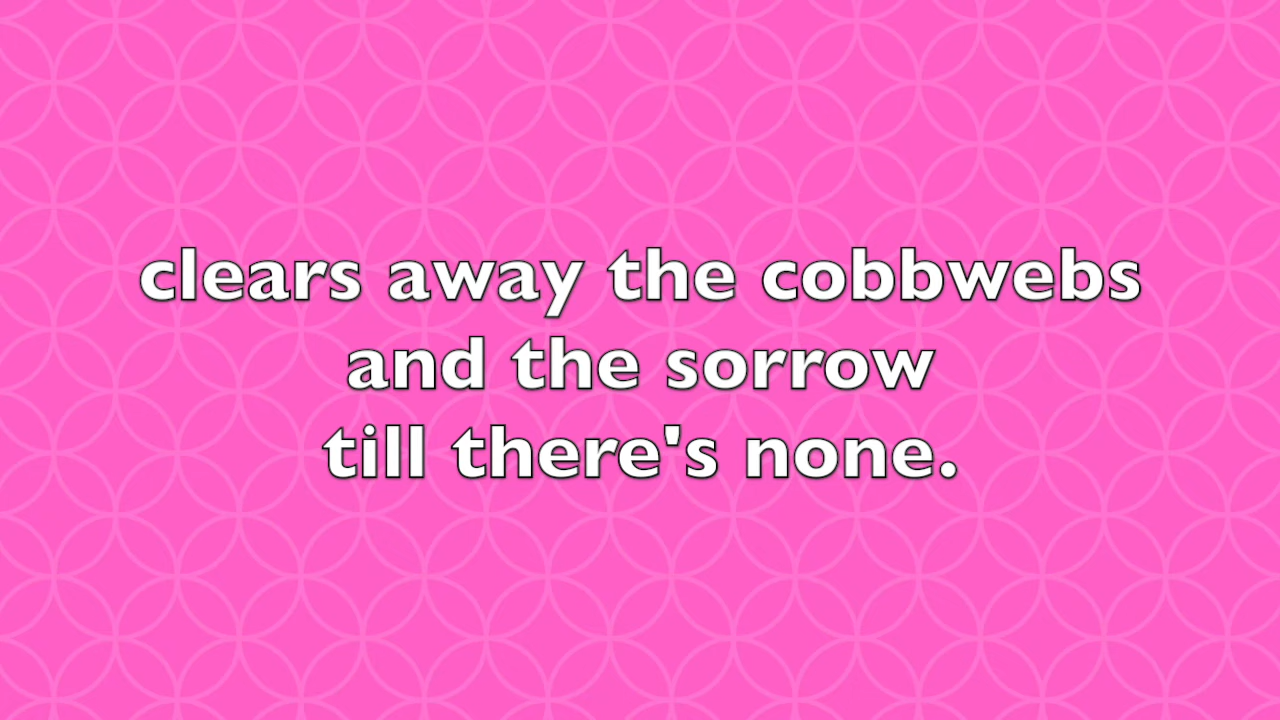 clears away the cobbwebs
and the sorrow
till there's none.